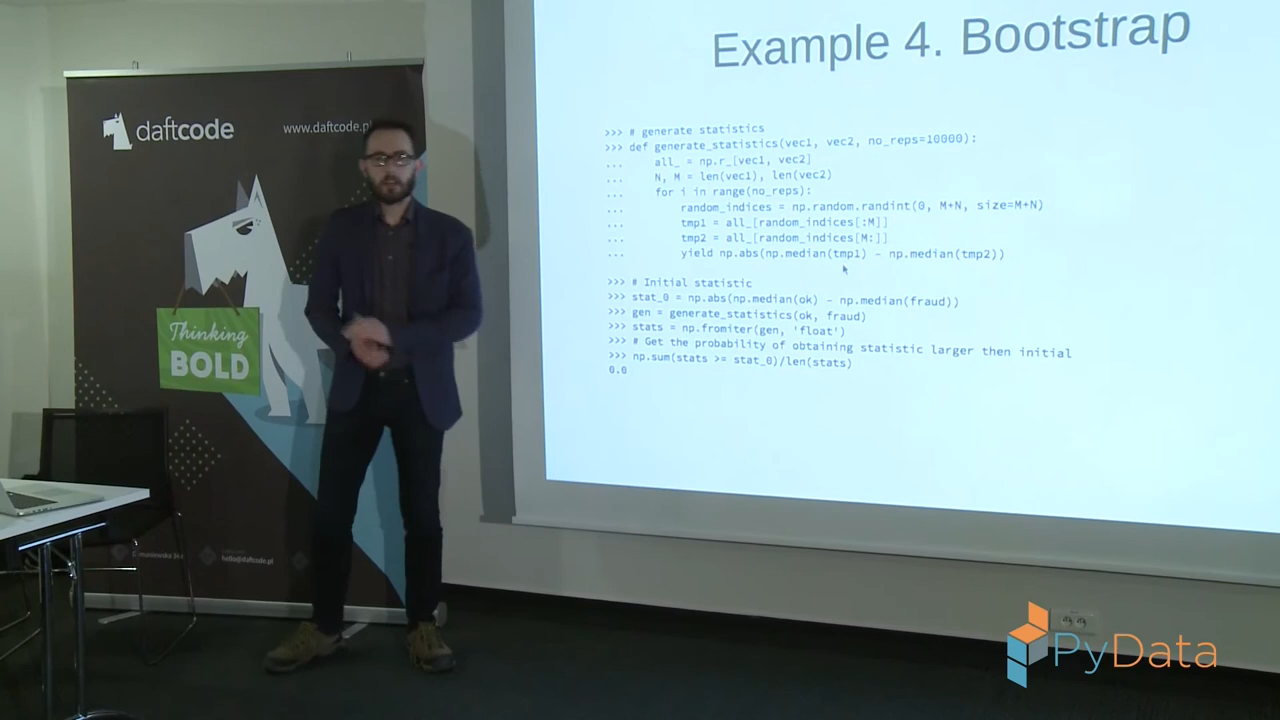 daftcode
www.daftcode.p
Thinking
BOLD
hello@daftcode.pl
Example 4. Bootstrap
>>> # generate statistics
>>> def generate_statistics(vec1, vec2, no_reps=10000):
... all_ = np.r_[vec1, vec2]
... N, M = len(vec1), len(vec2)
... for i in range(no_reps):
... random_indices = np.random.randint(0, M+N, size=M+N)
... tmp1 = all_[random_indices[:M]]
... tmp2 = all_[random_indices[M:]]
... yield np.abs(np.median(tmp1) - np.median(tmp2))
>>> # Initial statistic
>>> stat_0 = np.abs(np.median(ok) - np.median(fraud))
>>> gen = generate_statistics(ok, fraud)
>>> stats = np.fromiter(gen, 'float')
>>> # Get the probability of obtaining statistic larger then initial
>>> np.sum(stats >= stat_0)/len(stats)
0.0
PyData